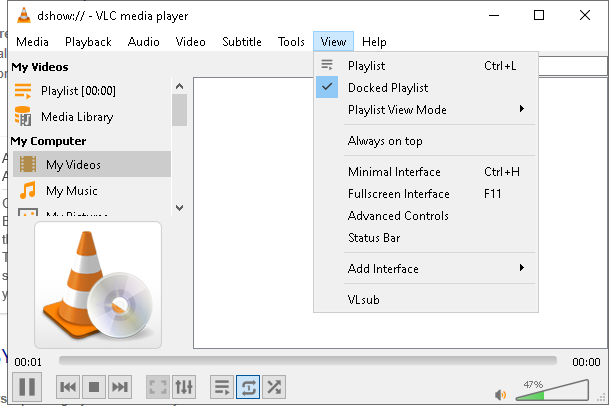 dshow:// - VLC media player
Media Playback Audio Video Subtitle Tools View Help
My Videos
Playlist [00:00]
Media Library
My Computer
My Videos
My Music
My Pictures
Playlist Ctrl+L
Docked Playlist
Playlist View Mode
Always on top
Minimal Interface Ctrl+H
Fullscreen Interface F11
Advanced Controls
Status Bar
Add Interface
VLsub
00:01
00:00
47%